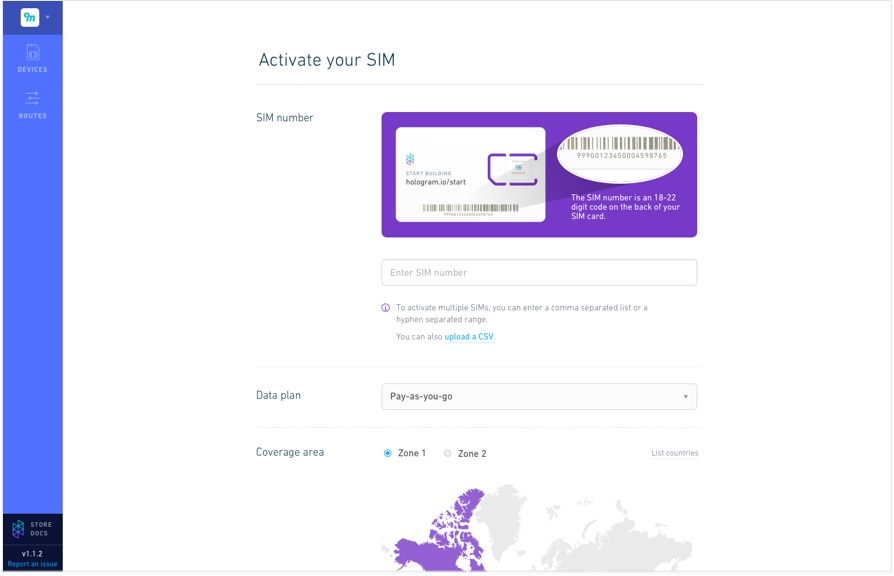 9m
DEVICES
ROUTES
STORE
DOCS
v1.1.2
Report an issue
Activate your SIM
SIM number
START BUILDING
hologram.io/start
99900123450004598765
99900123450004598765
The SIM number is an 18-22
digit code on the back of your
SIM card.
Enter SIM number
To activate multiple SIMs, you can enter a comma separated list or a
hyphen separated range.
You can also upload a CSV.
Data plan
Pay-as-you-go
Coverage area
Zone 1
Zone 2
List countries